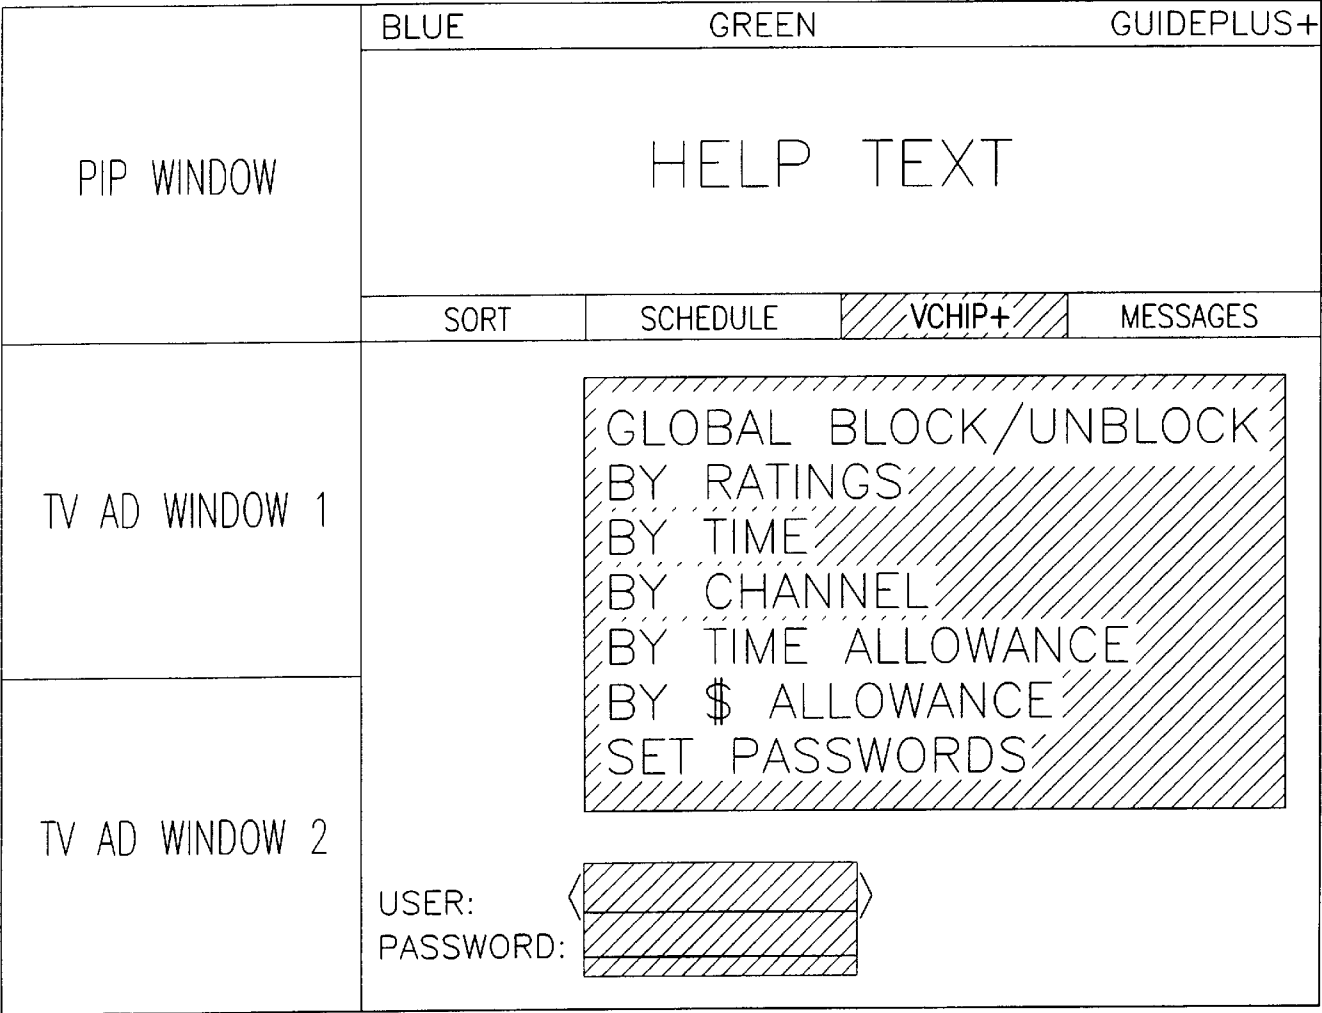 BLUE GREEN GUIDEPLUS+
PIP WINDOW
HELP TEXT
SORT SCHEDULE VCHIP+ MESSAGES
TV AD WINDOW 1
GLOBAL BLOCK/UNBLOCK
BY RATINGS
BY TIME
BY CHANNEL
BY TIME ALLOWANCE
BY $ ALLOWANCE
SET PASSWORDS
TV AD WINDOW 2
USER:
PASSWORD: